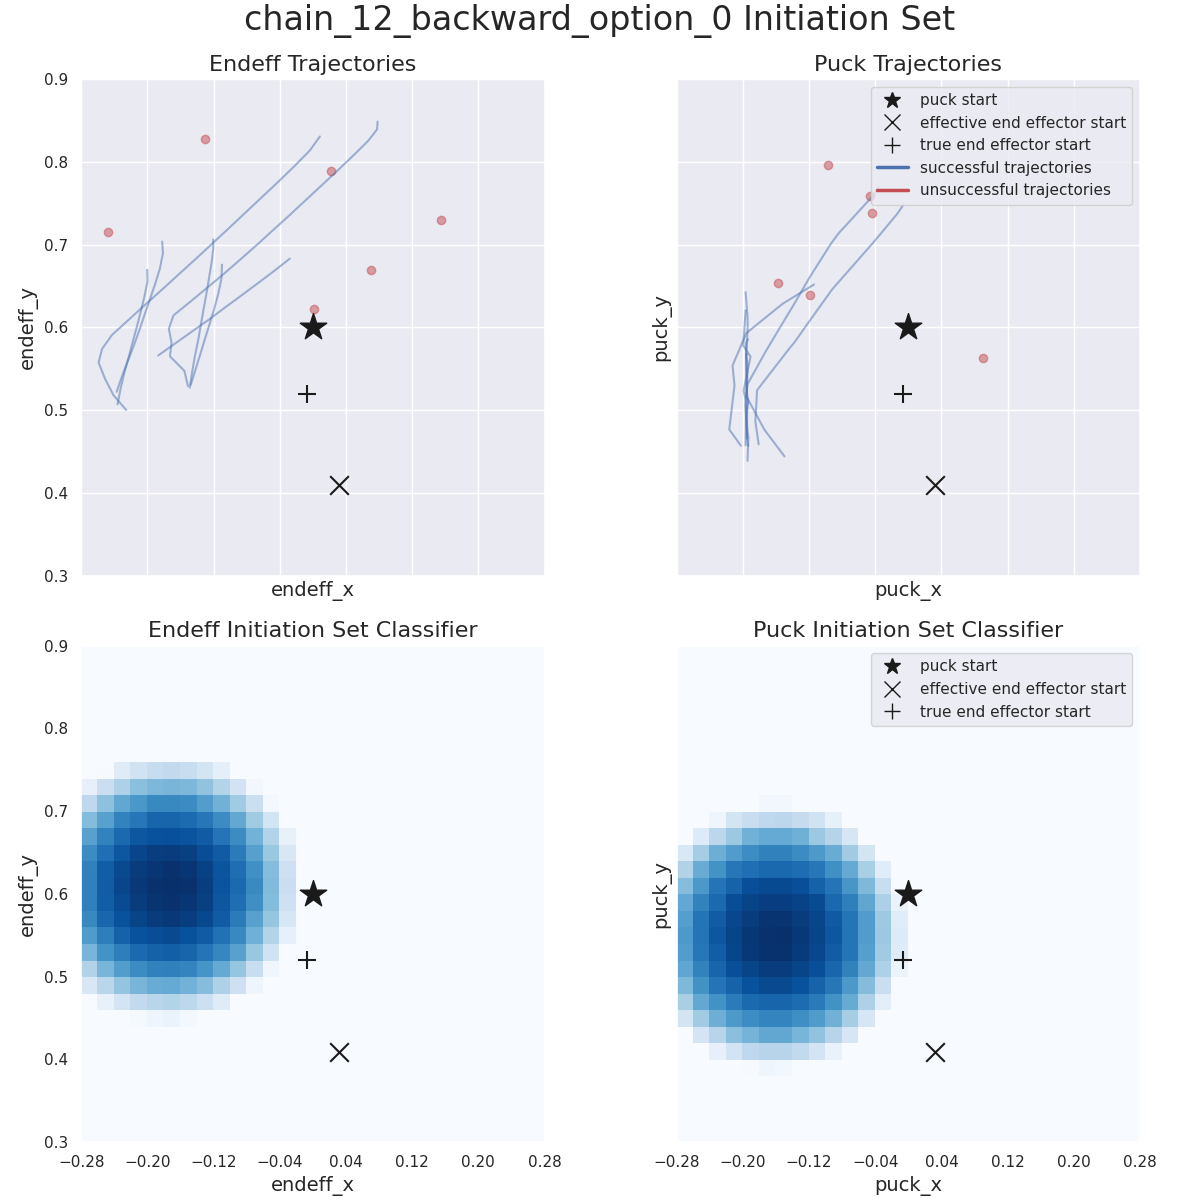 chain_12_backward_option_0 Initiation Set
Endeff Trajectories
0.9
0.8
0.7
0.6
0.5
0.4
0.3
endeff_y
endeff_x
Puck Trajectories
puck start
effective end effector start
true end effector start
successful trajectories
unsuccessful trajectories
puck_y
puck_x
Endeff Initiation Set Classifier
0.9
0.8
0.7
0.6
0.5
0.4
0.3
endeff_y
−0.28 −0.20 −0.12 −0.04 0.04 0.12 0.20 0.28
endeff_x
Puck Initiation Set Classifier
puck start
effective end effector start
true end effector start
puck_y
−0.28 −0.20 −0.12 −0.04 0.04 0.12 0.20 0.28
puck_x